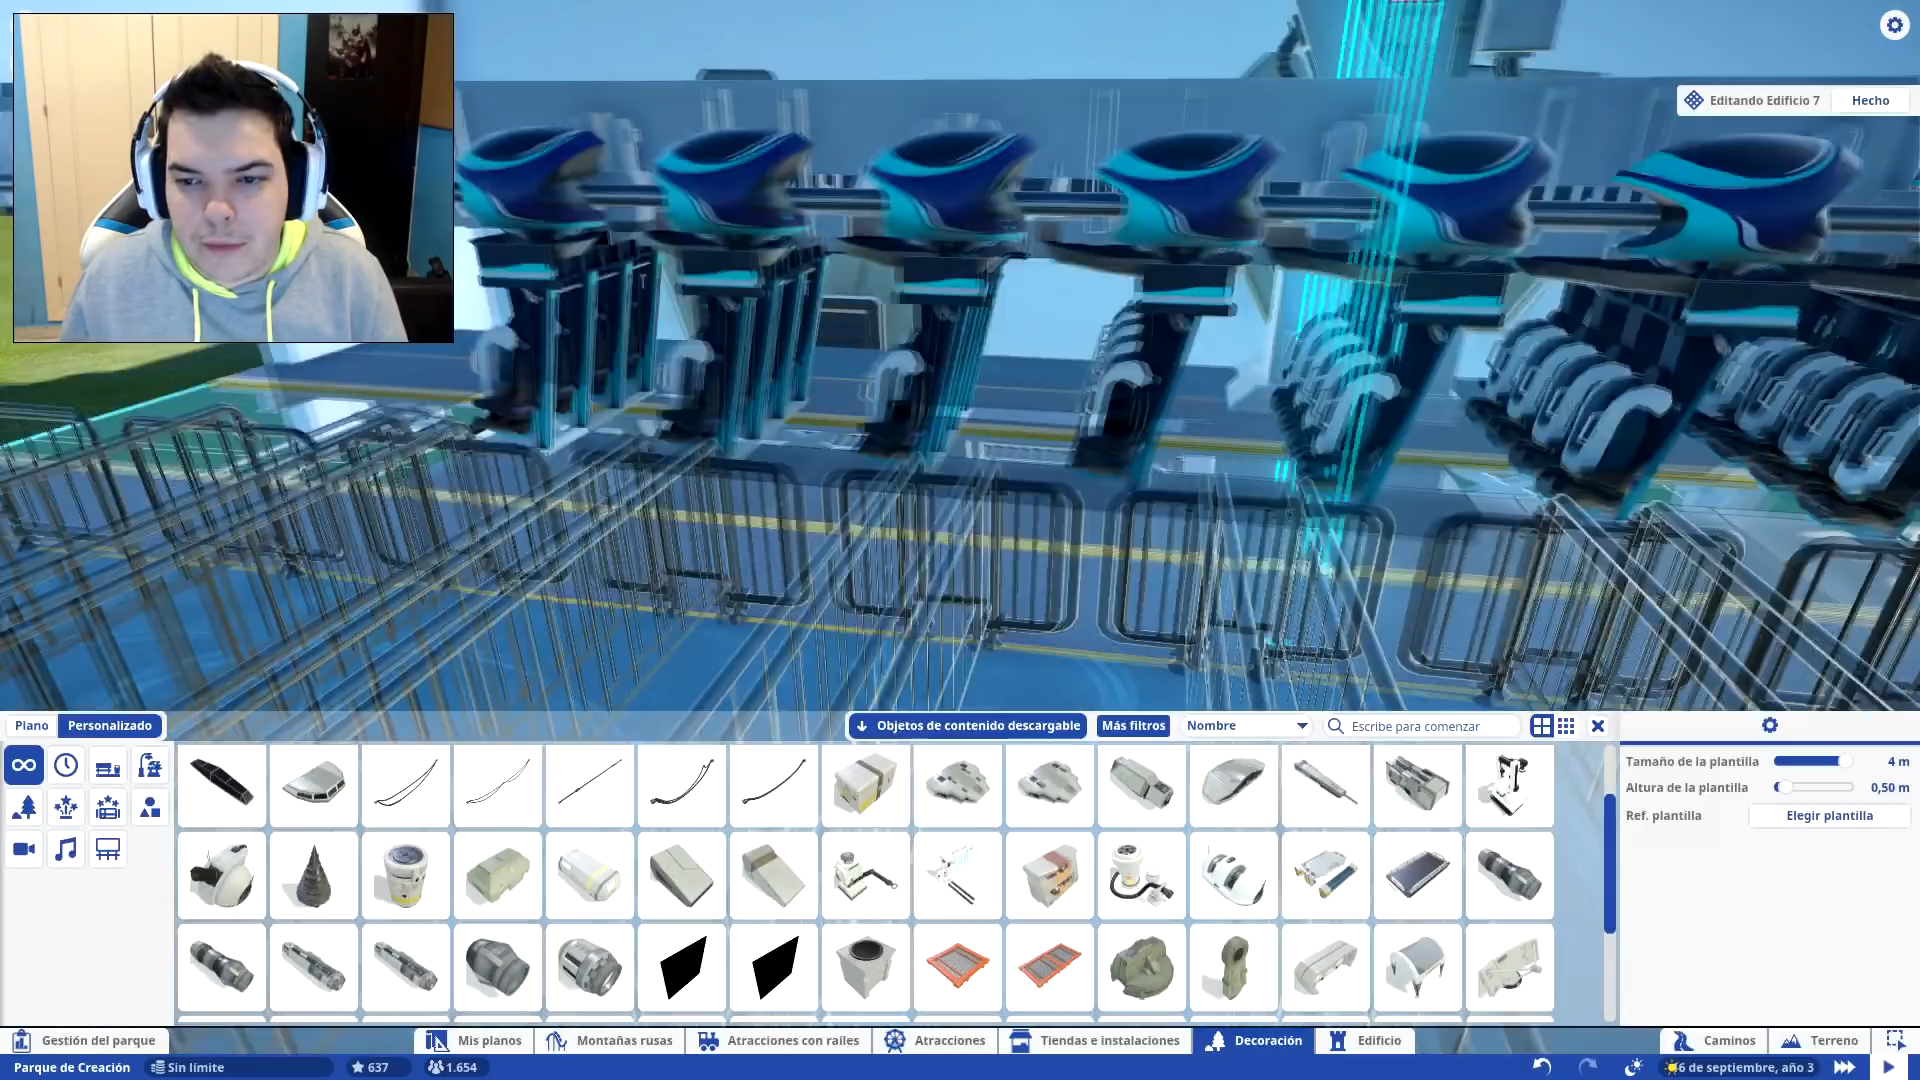 Editando Edificio 7
Hecho
Plano
Personalizado
Objetos de contenido descargable
Más filtros
Nombre
Escribe para comenzar
Tamaño de la plantilla
4 m
Altura de la plantilla
0,50 m
Ref. plantilla
Elegir plantilla
Gestión del parque
Mis planos
Montañas rusas
Atracciones con raíles
Atracciones
Tiendas e instalaciones
Decoración
Edificio
Caminos
Terreno
Parque de Creación
Sin límite
637
1.654
6 de septiembre, año 3